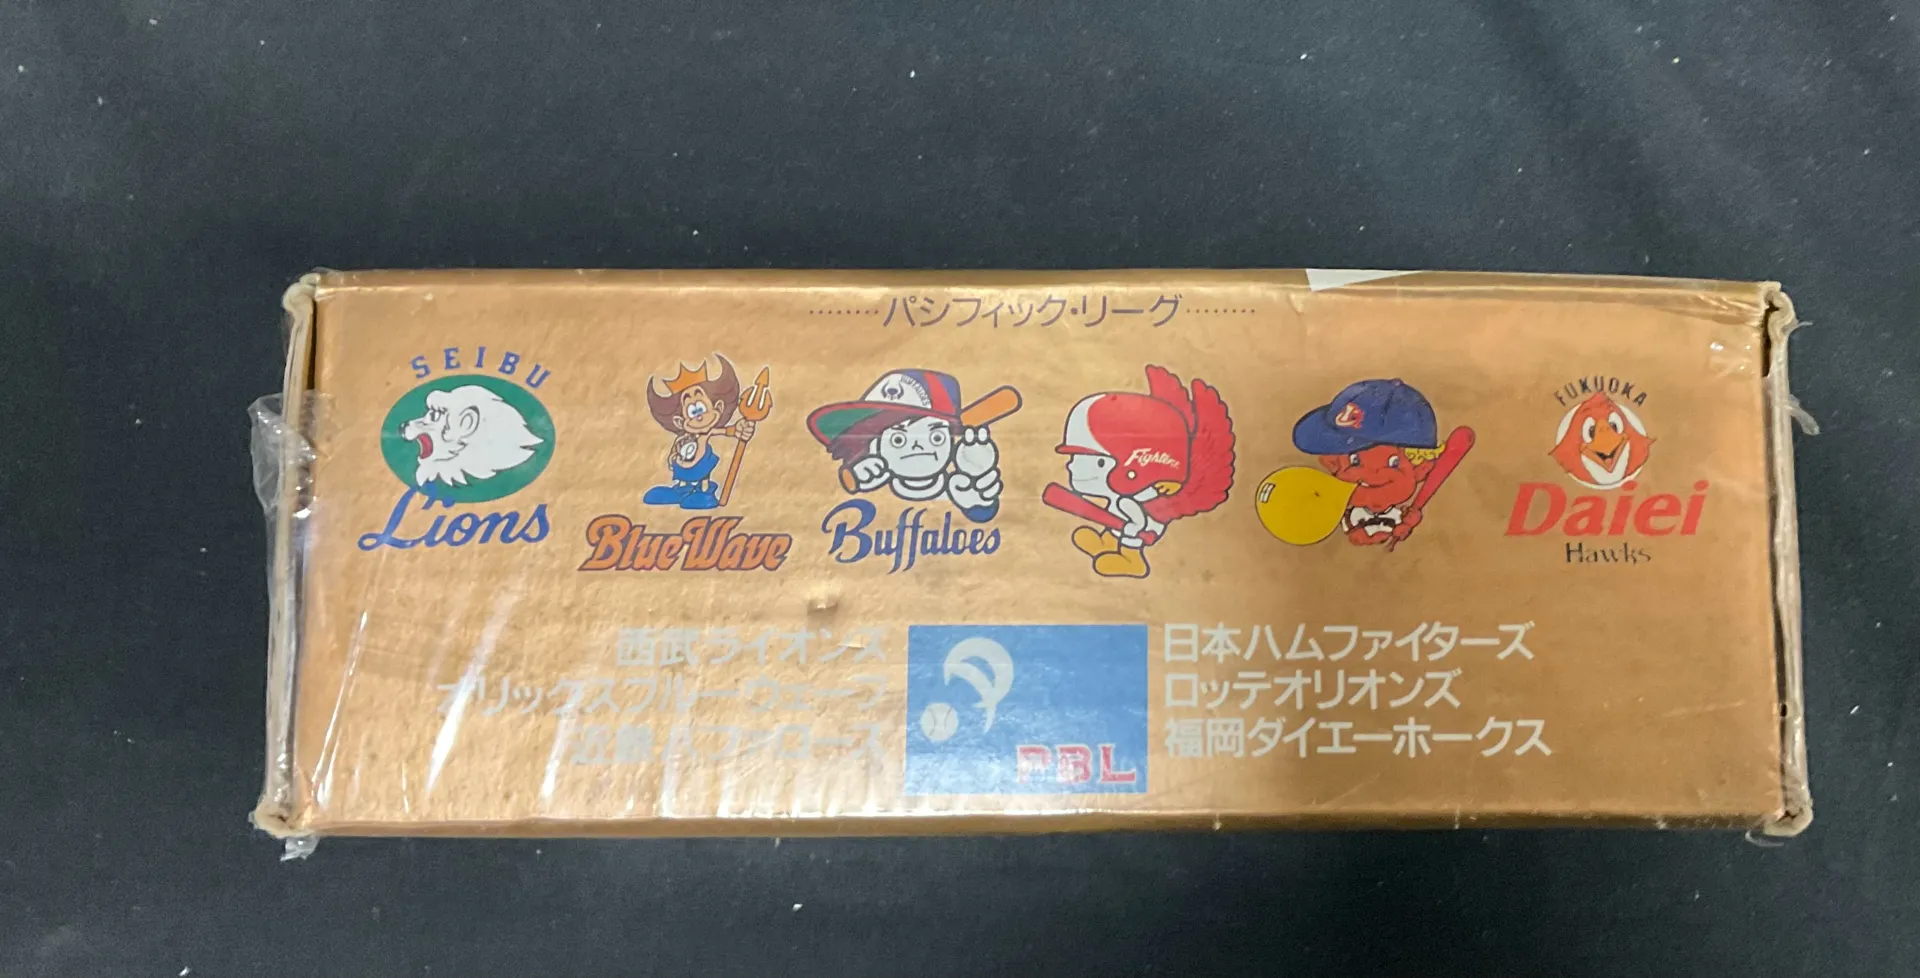 パシフィック・リーグ
SEIBU
Lions
BlueWave
BUFFALOES
Buffaloes
Fighters
FUKUOKA
Daiei
Hawks
西武ライオンズ
オリックスブルーウェーブ
近鉄バファローズ
PBL
日本ハムファイターズ
ロッテオリオンズ
福岡ダイエーホークス